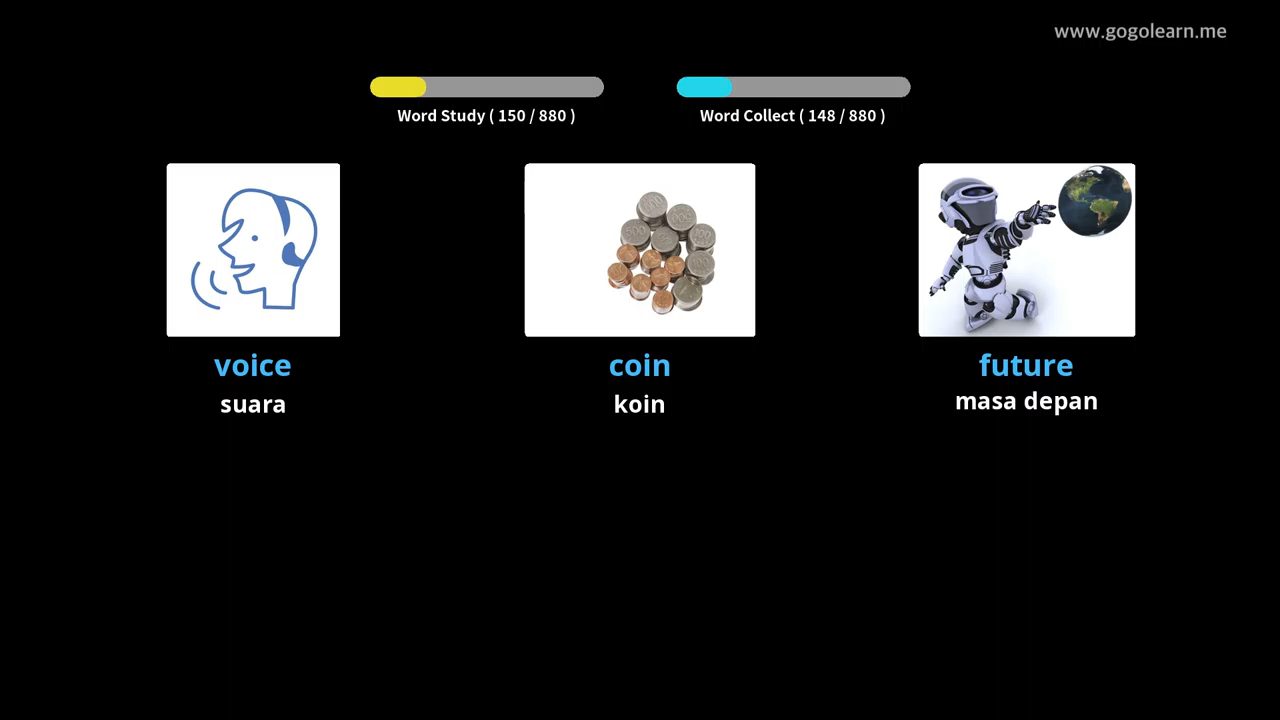 www.gogolearn.me
Word Study ( 150 / 880 )
Word Collect ( 148 / 880 )
voice
suara
coin
koin
future
masa depan